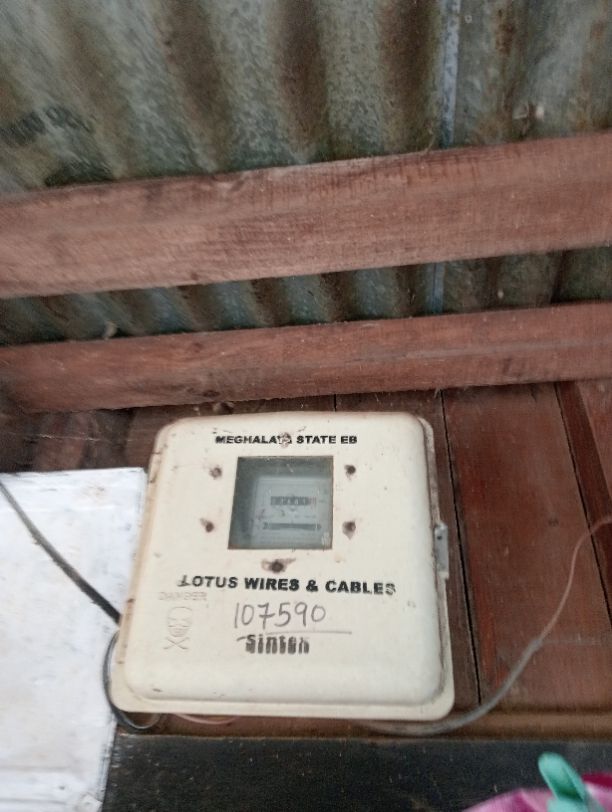 MEGHALAYA STATE EB
LOTUS WIRES & CABLES
DANGER
107590
Sintex